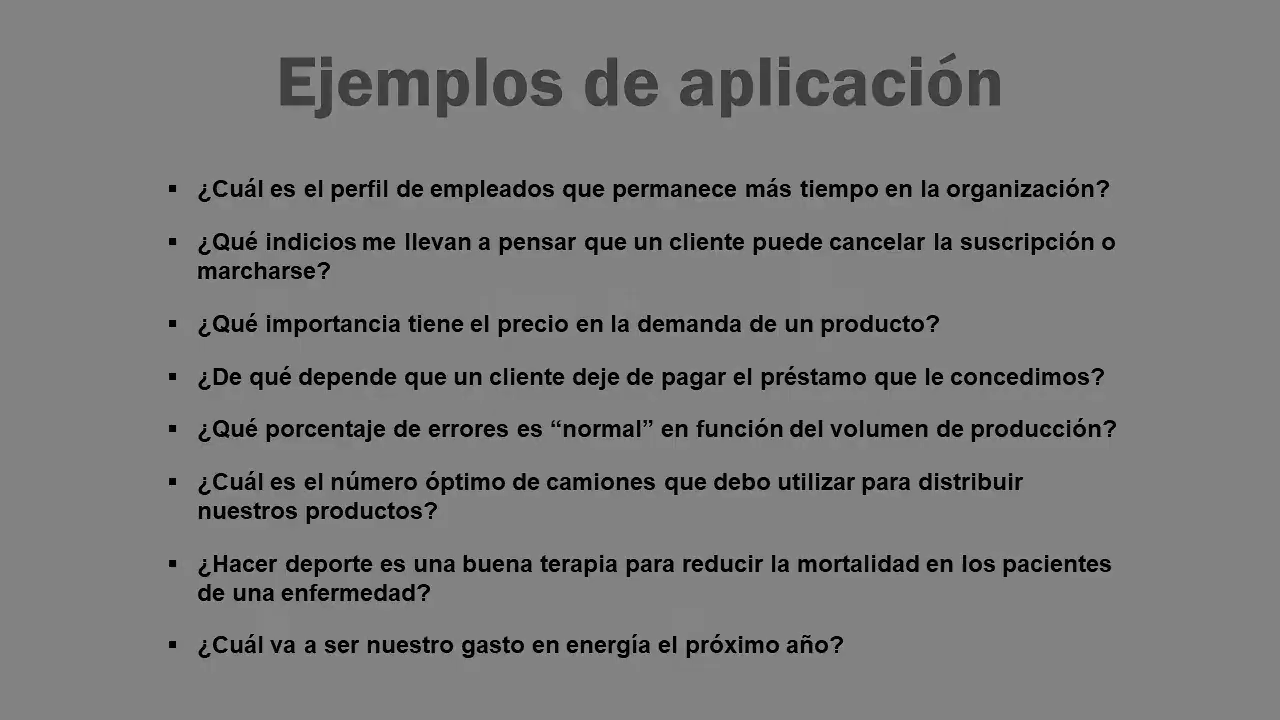 Ejemplos de aplicación
▪ ¿Cuál es el perfil de empleados que permanece más tiempo en la organización?
▪ ¿Qué indicios me llevan a pensar que un cliente puede cancelar la suscripción o
marcharse?
▪ ¿Qué importancia tiene el precio en la demanda de un producto?
▪ ¿De qué depende que un cliente deje de pagar el préstamo que le concedimos?
▪ ¿Qué porcentaje de errores es “normal” en función del volumen de producción?
▪ ¿Cuál es el número óptimo de camiones que debo utilizar para distribuir
nuestros productos?
▪ ¿Hacer deporte es una buena terapia para reducir la mortalidad en los pacientes
de una enfermedad?
▪ ¿Cuál va a ser nuestro gasto en energía el próximo año?